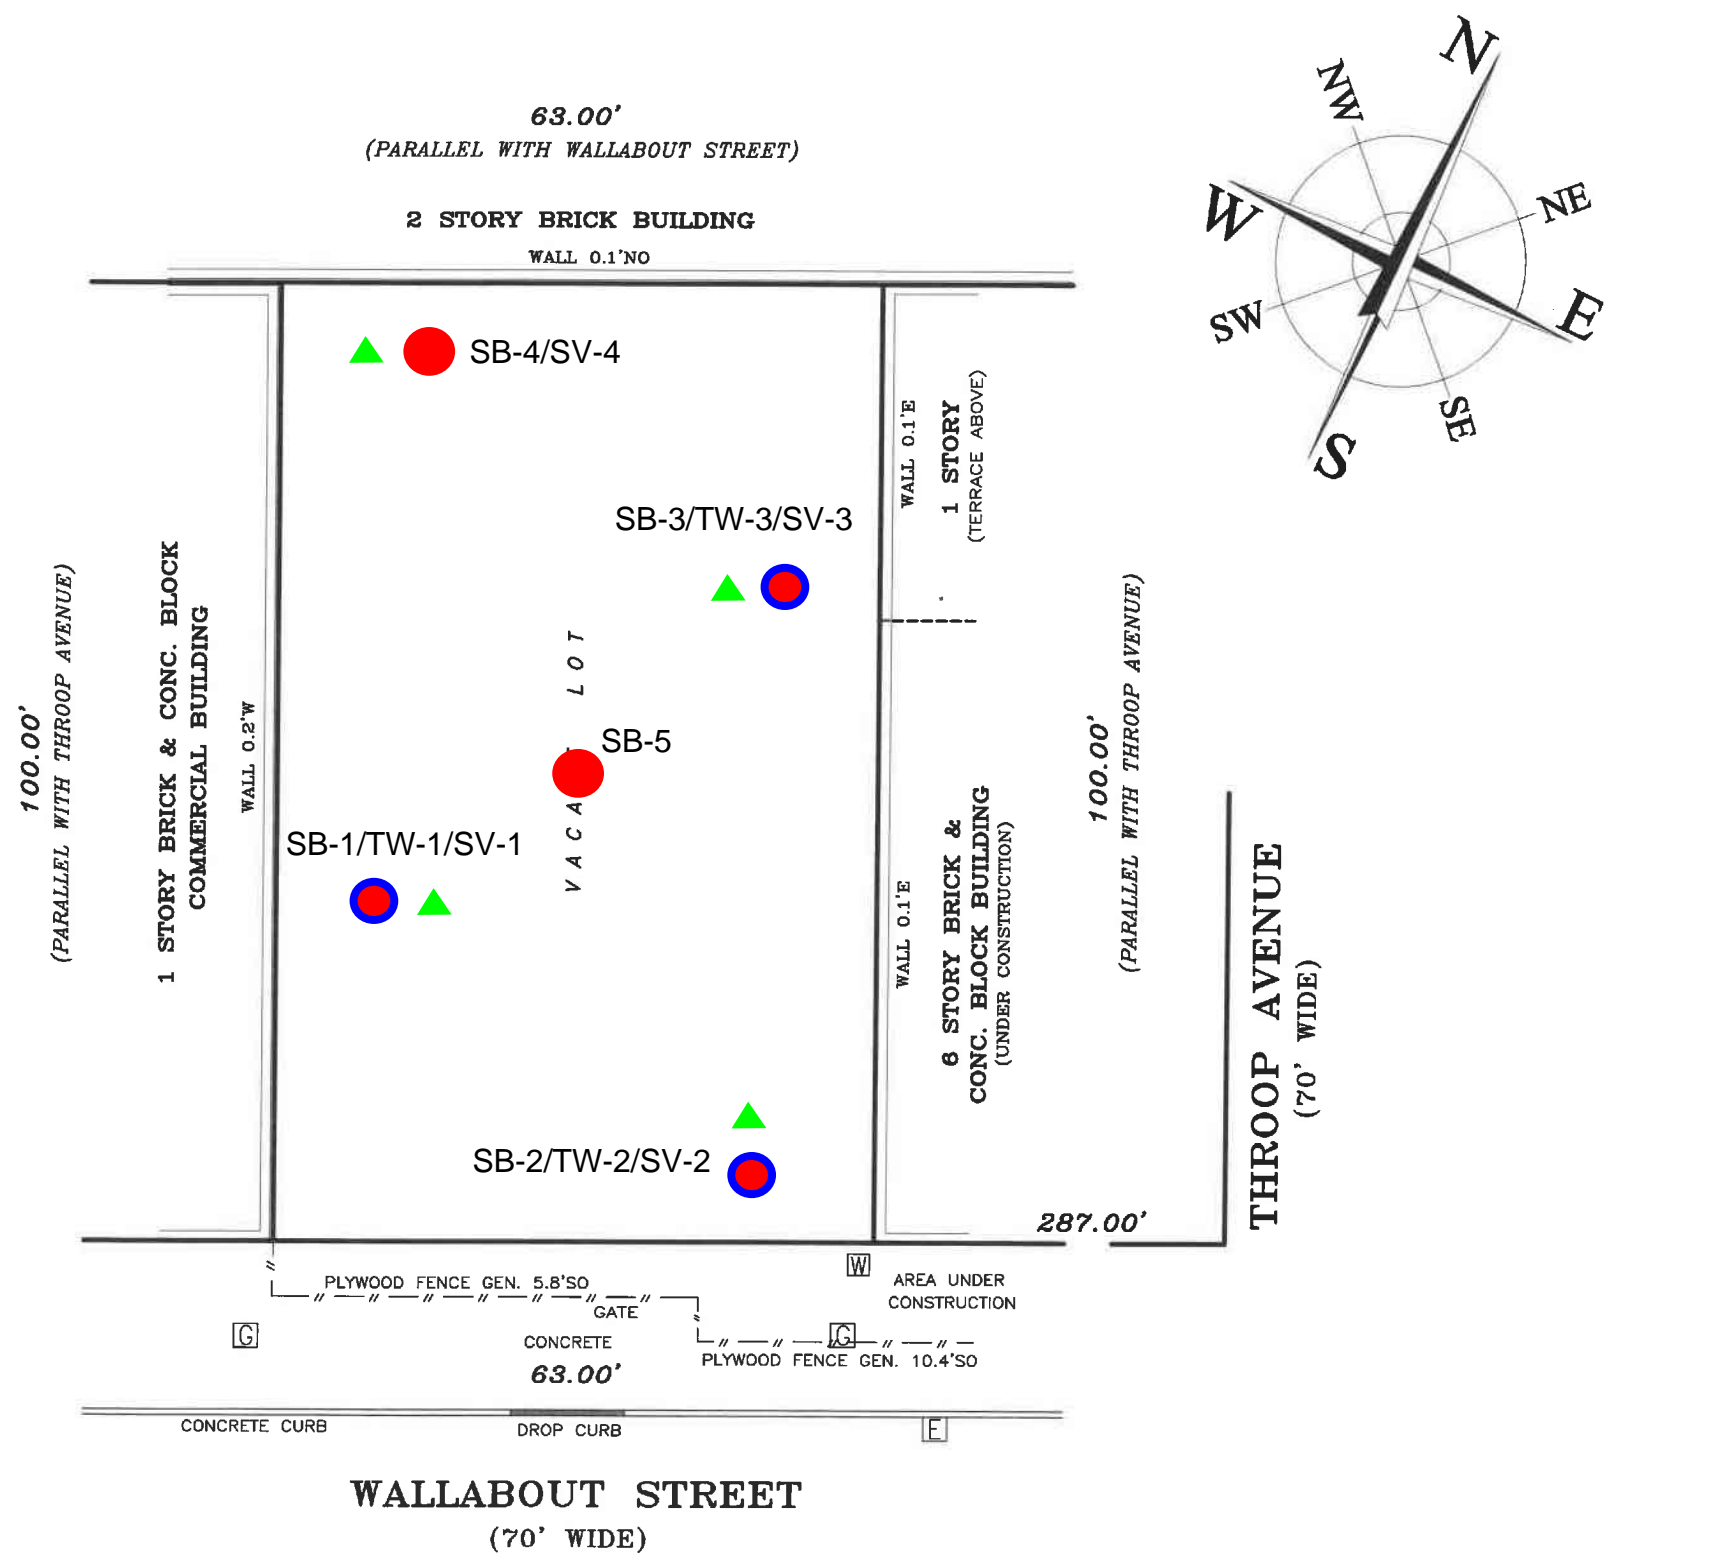 63.00'
(PARALLEL WITH WALLABOUT STREET)
2 STORY BRICK BUILDING
WALL 0.1'NO
N
NW
NE
W
E
SW
SE
S
SB-4/SV-4
WALL 0.1'E
1 STORY
(TERRACE ABOVE)
SB-3/TW-3/SV-3
100.00'
(PARALLEL WITH THROOP AVENUE)
1 STORY BRICK & CONC. BLOCK
COMMERCIAL BUILDING
WALL 0.2'W
VACA LOT
SB-5
SB-1/TW-1/SV-1
WALL 0.1'E
6 STORY BRICK &
CONC. BLOCK BUILDING
(UNDER CONSTRUCTION)
100.00'
(PARALLEL WITH THROOP AVENUE)
THROOP AVENUE
(70' WIDE)
SB-2/TW-2/SV-2
287.00'
W
AREA UNDER
CONSTRUCTION
PLYWOOD FENCE GEN. 5.8'SO
GATE
G
CONCRETE
G
PLYWOOD FENCE GEN. 10.4'SO
63.00'
CONCRETE CURB
DROP CURB
E
WALLABOUT STREET
(70' WIDE)